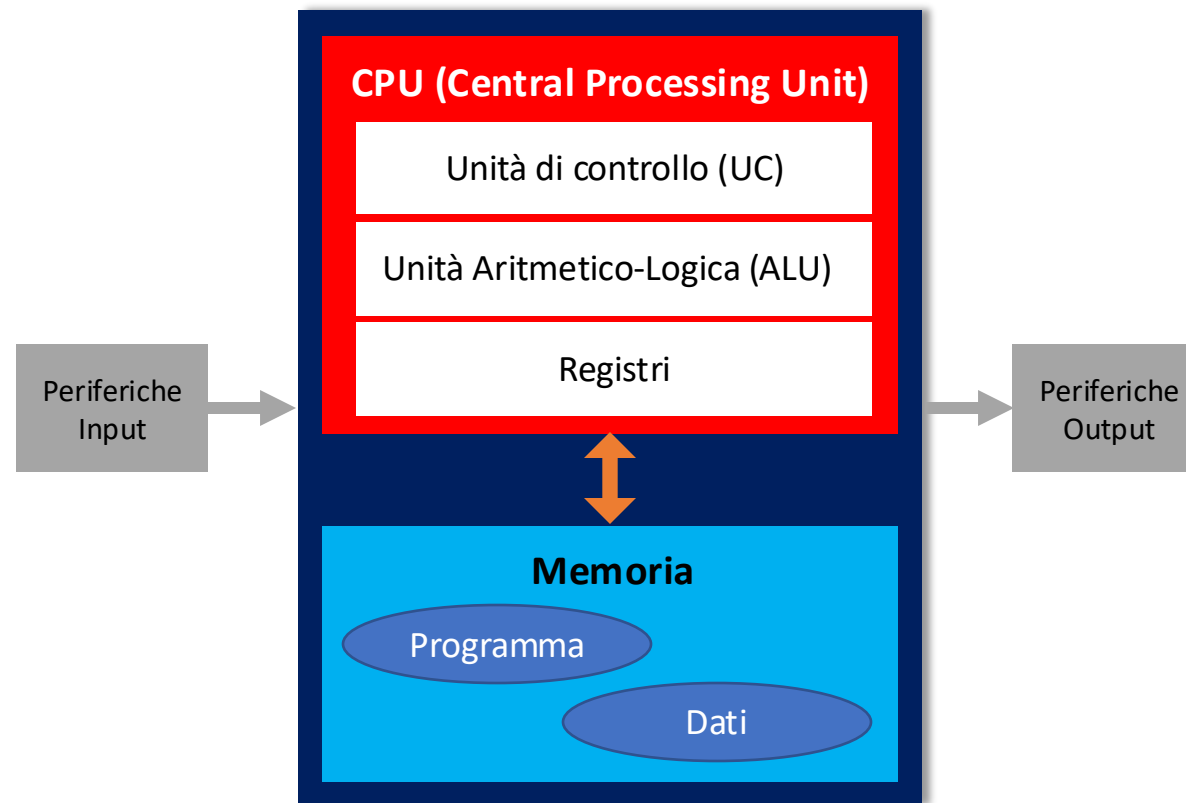 CPU (Central Processing Unit)
Unità di controllo (UC)
Unità Aritmetico-Logica (ALU)
Registri
Periferiche
Input
Periferiche
Output
Memoria
Programma
Dati